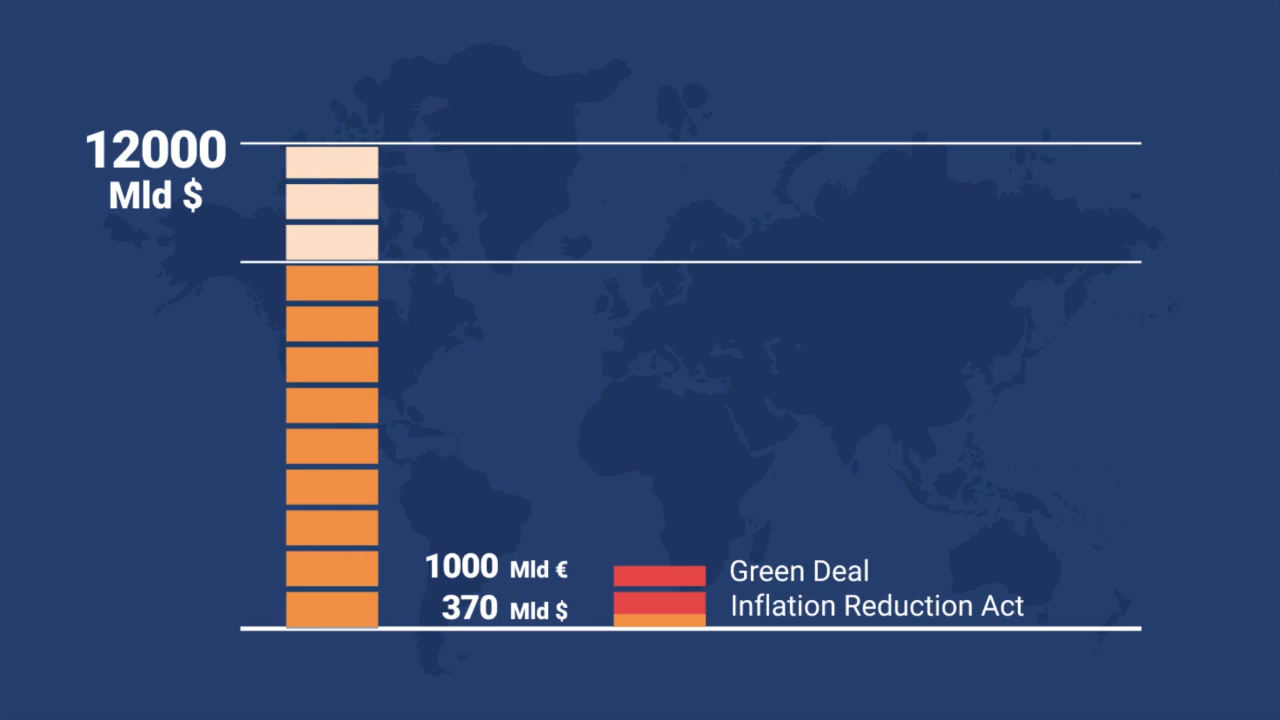 12000
Mld $
1000 Mld € Green Deal
370 Mld $ Inflation Reduction Act